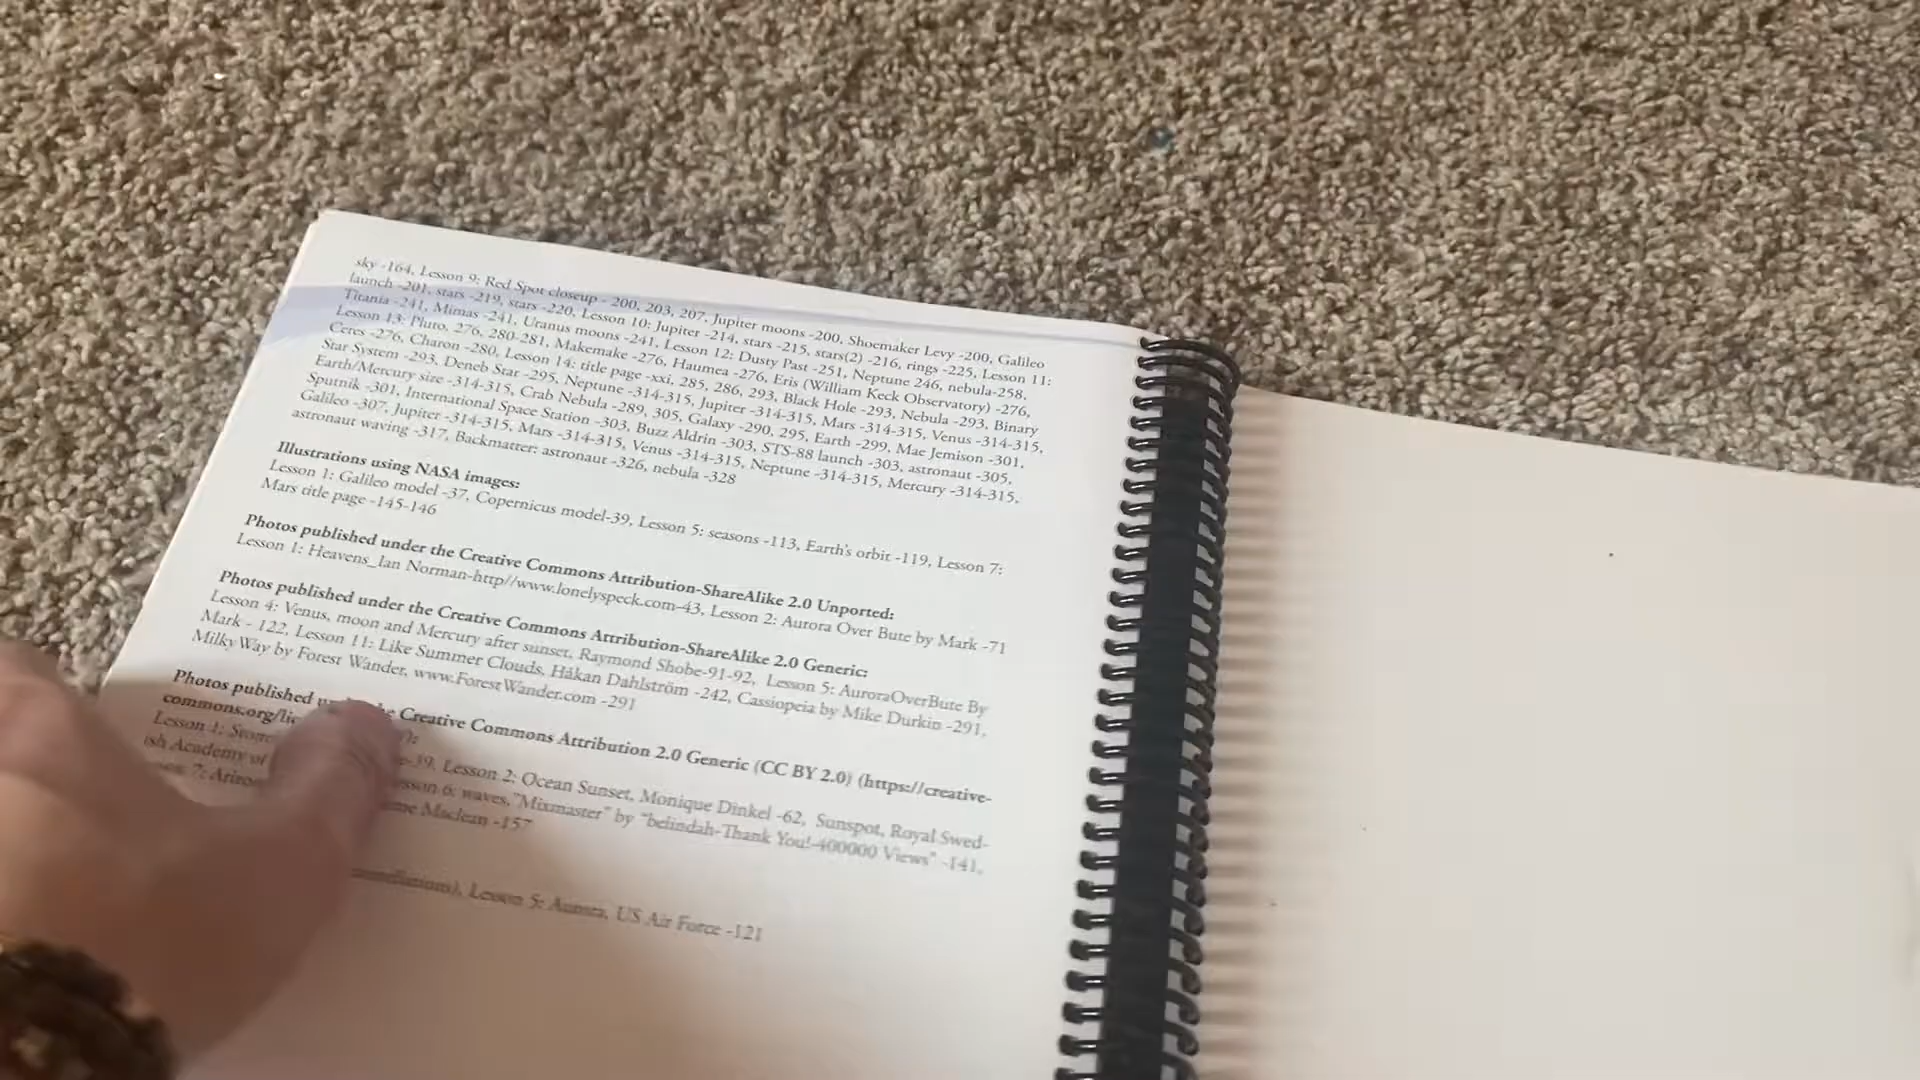 sky -164, Lesson 9: Red Spot closeup - 200, 203, 207, Jupiter moons -200, Shoemaker Levy -200, Galileo
launch -201, stars -219, stars -220, Lesson 10: Jupiter -214, stars -215, stars(2) -216, rings -225, Lesson 11:
Titania -241, Mimas -241, Uranus moons -241, Lesson 12: Dusty Past -251, Neptune 246, nebula-258,
Lesson 13: Pluto, 276, 280-281, Makemake -276, Haumea -276, Eris (William Keck Observatory) -276,
Ceres -276, Charon -280, Lesson 14: title page -xxi, 285, 286, 293, Black Hole -293, Nebula -293, Binary
Star System -293, Deneb Star -295, Neptune -314-315, Jupiter -314-315, Mars -314-315, Venus -314-315,
Earth/Mercury size -314-315, Crab Nebula -289, 305, Galaxy -290, 295, Earth -299, Mae Jemison -301,
Sputnik -301, International Space Station -303, Buzz Aldrin -303, STS-88 launch -303, astronaut -305,
Galileo -307, Jupiter -314-315, Mars -314-315, Venus -314-315, Neptune -314-315, Mercury -314-315,
astronaut waving -317, Backmatter: astronaut -326, nebula -328
Illustrations using NASA images:
Lesson 1: Galileo model -37, Copernicus model-39, Lesson 5: seasons -113, Earth's orbit -119, Lesson 7:
Mars title page -145-146
Photos published under the Creative Commons Attribution-ShareAlike 2.0 Unported:
Lesson 1: Heavens_Ian Norman-http//www.lonelyspeck.com-43, Lesson 2: Aurora Over Bute by Mark -71
Photos published under the Creative Commons Attribution-ShareAlike 2.0 Generic:
Lesson 4: Venus, moon and Mercury after sunset, Raymond Shobe-91-92, Lesson 5: AuroraOverBute By
Mark - 122, Lesson 11: Like Summer Clouds, Håkan Dahlström -242, Cassiopeia by Mike Durkin -291,
Milky Way by Forest Wander, www.ForestWander.com -291
Photos published Creative Commons Attribution 2.0 Generic (CC BY 2.0) (https://creative-
commons.org/lic
Lesson 1: -39, Lesson 2: Ocean Sunset, Monique Dinkel -62, Sunspot, Royal Swed-
ish Academy of Lesson 6: waves,"Mixmaster" by "belindah-Thank You!-400000 Views" -141,
7: Maclean -157
Lesson 5: Aurora, US Air Force -121